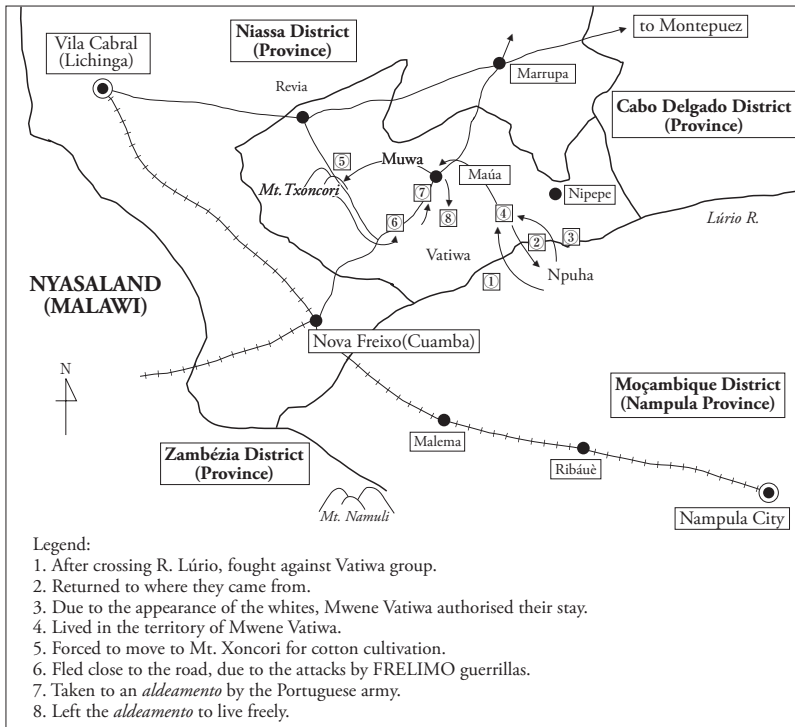 Niassa District
(Province)
to Montepuez
Vila Cabral
(Lichinga)
Marrupa
Revia
Cabo Delgado District
(Province)
Muwa
⑤
Maúa
Mt. Txoncori
⑦
Nipepe
⑥
⑧
④
Lúrio R.
②
③
Vatiwa
Npuha
①
NYASALAND
(MALAWI)
Nova Freixo(Cuamba)
N
Moçambique District
(Nampula Province)
Malema
Zambézia District
(Province)
Ribáuè
Mt. Namuli
Nampula City
Legend:
1. After crossing R. Lúrio, fought against Vatiwa group.
2. Returned to where they came from.
3. Due to the appearance of the whites, Mwene Vatiwa authorised their stay.
4. Lived in the territory of Mwene Vatiwa.
5. Forced to move to Mt. Xoncori for cotton cultivation.
6. Fled close to the road, due to the attacks by FRELIMO guerrillas.
7. Taken to an aldeamento by the Portuguese army.
8. Left the aldeamento to live freely.